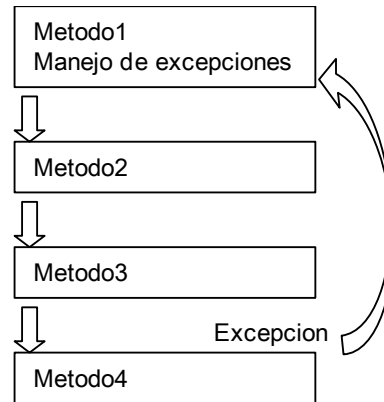 Metodo1
Manejo de excepciones
Metodo2
Metodo3
Excepcion
Metodo4